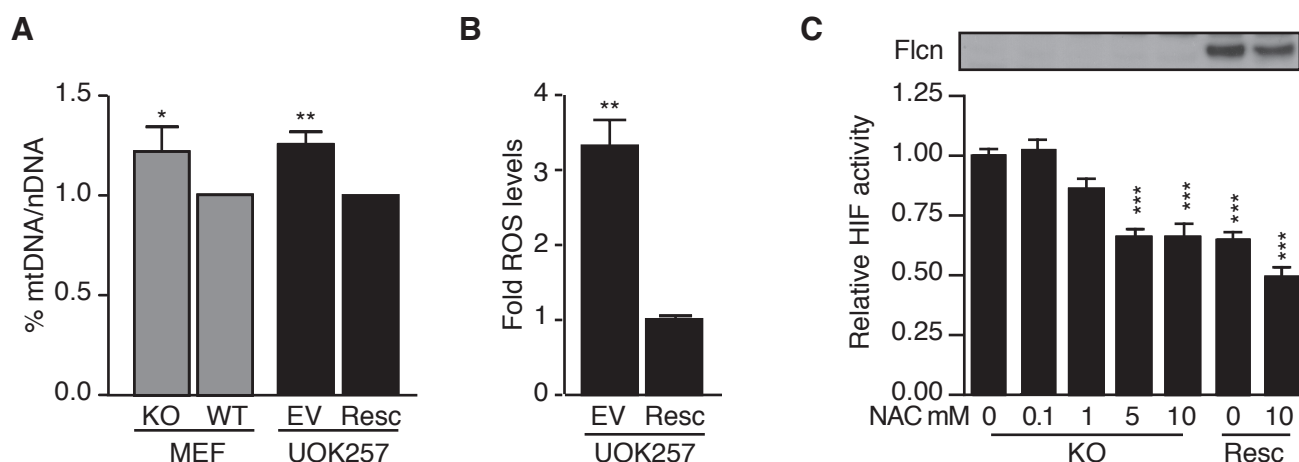 A
% mtDNA/nDNA
1.5
1.0
0.5
0.0
*
**
KO WT EV Resc
MEF UOK257
B
Fold ROS levels
4
3
2
1
0
**
EV Resc
UOK257
C
Flcn
Relative HIF activity
1.25
1.00
0.75
0.50
0.25
0.00
***
***
***
***
NAC mM 0 0.1 1 5 10 0 10
KO Resc